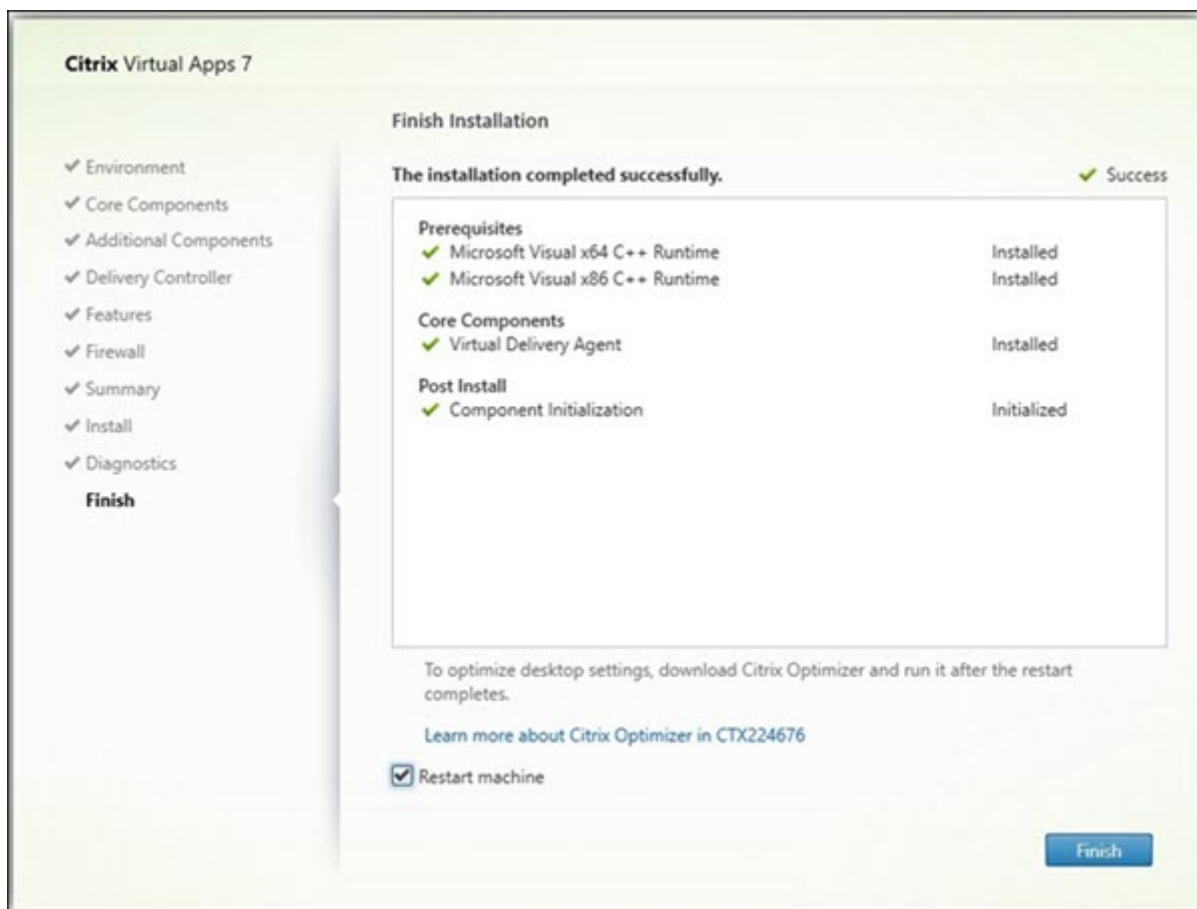 Citrix Virtual Apps 7
Environment
Core Components
Additional Components
Delivery Controller
Features
Firewall
Summary
Install
Diagnostics
Finish
Finish Installation
The installation completed successfully. Success
Prerequisites
Microsoft Visual x64 C++ Runtime Installed
Microsoft Visual x86 C++ Runtime Installed
Core Components
Virtual Delivery Agent Installed
Post Install
Component Initialization Initialized
To optimize desktop settings, download Citrix Optimizer and run it after the restart
completes.
Learn more about Citrix Optimizer in CTX224676
Restart machine
Finish